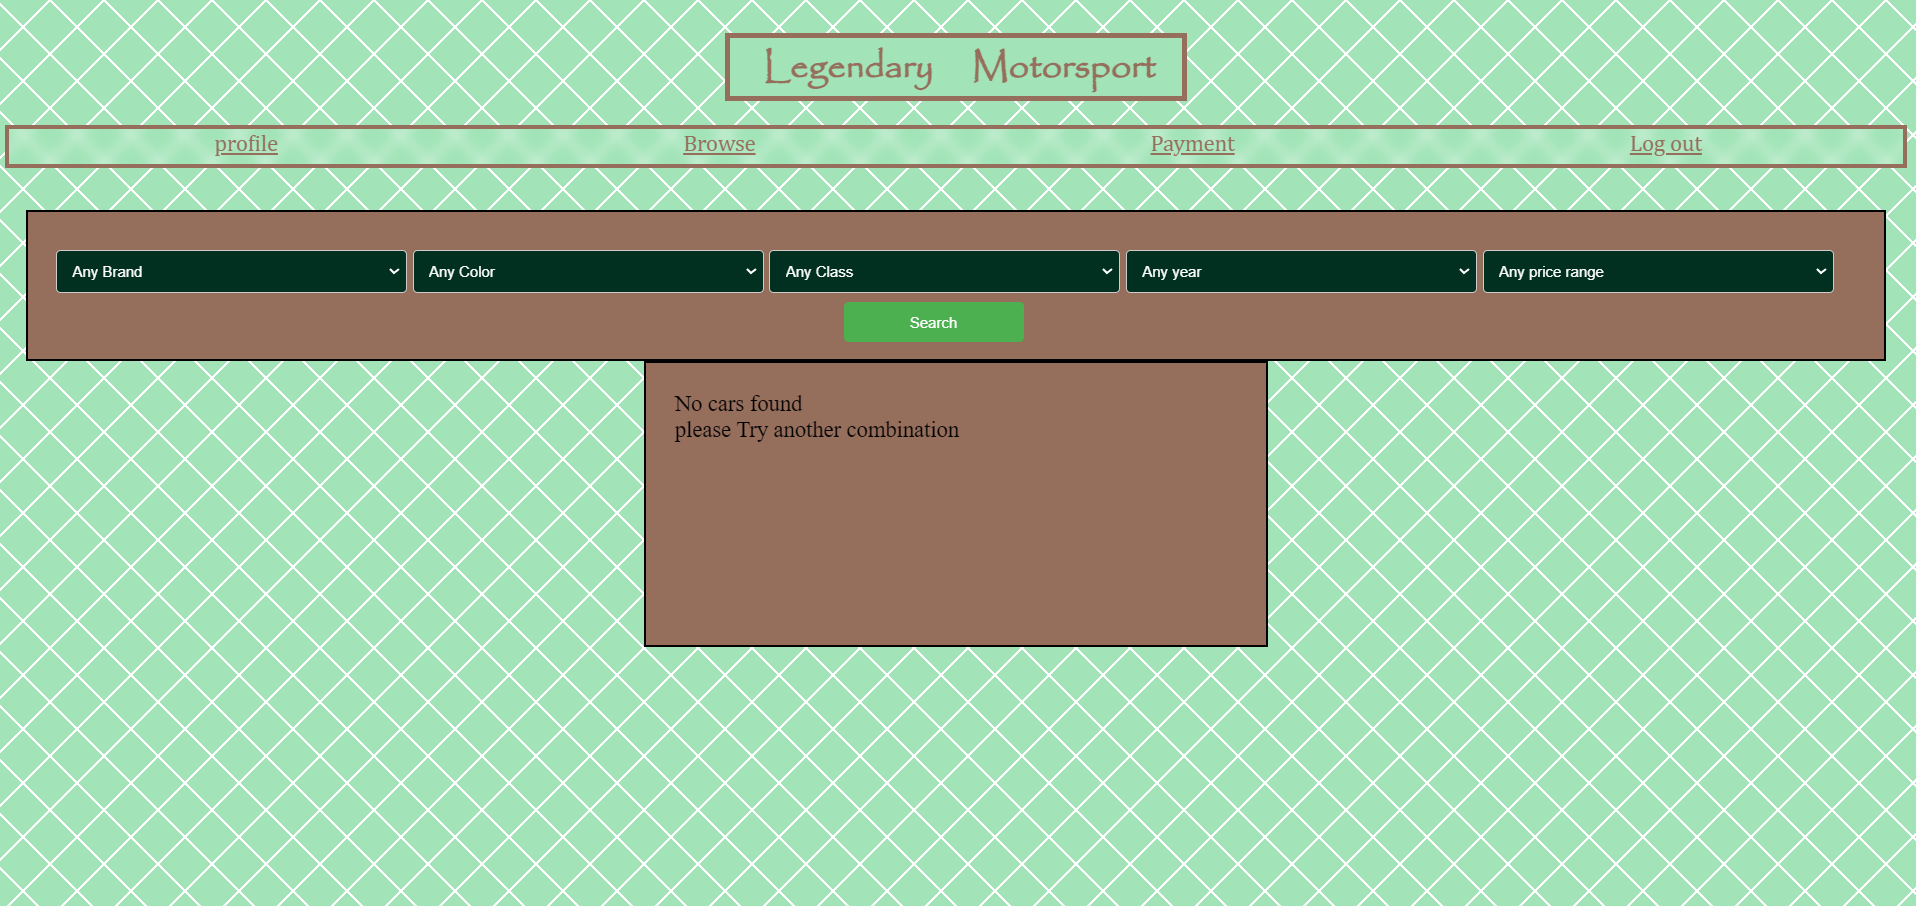 Legendary Motorsport
profile Browse Payment Log out
Any Brand Any Color Any Class Any year Any price range
Search
No cars found
please Try another combination